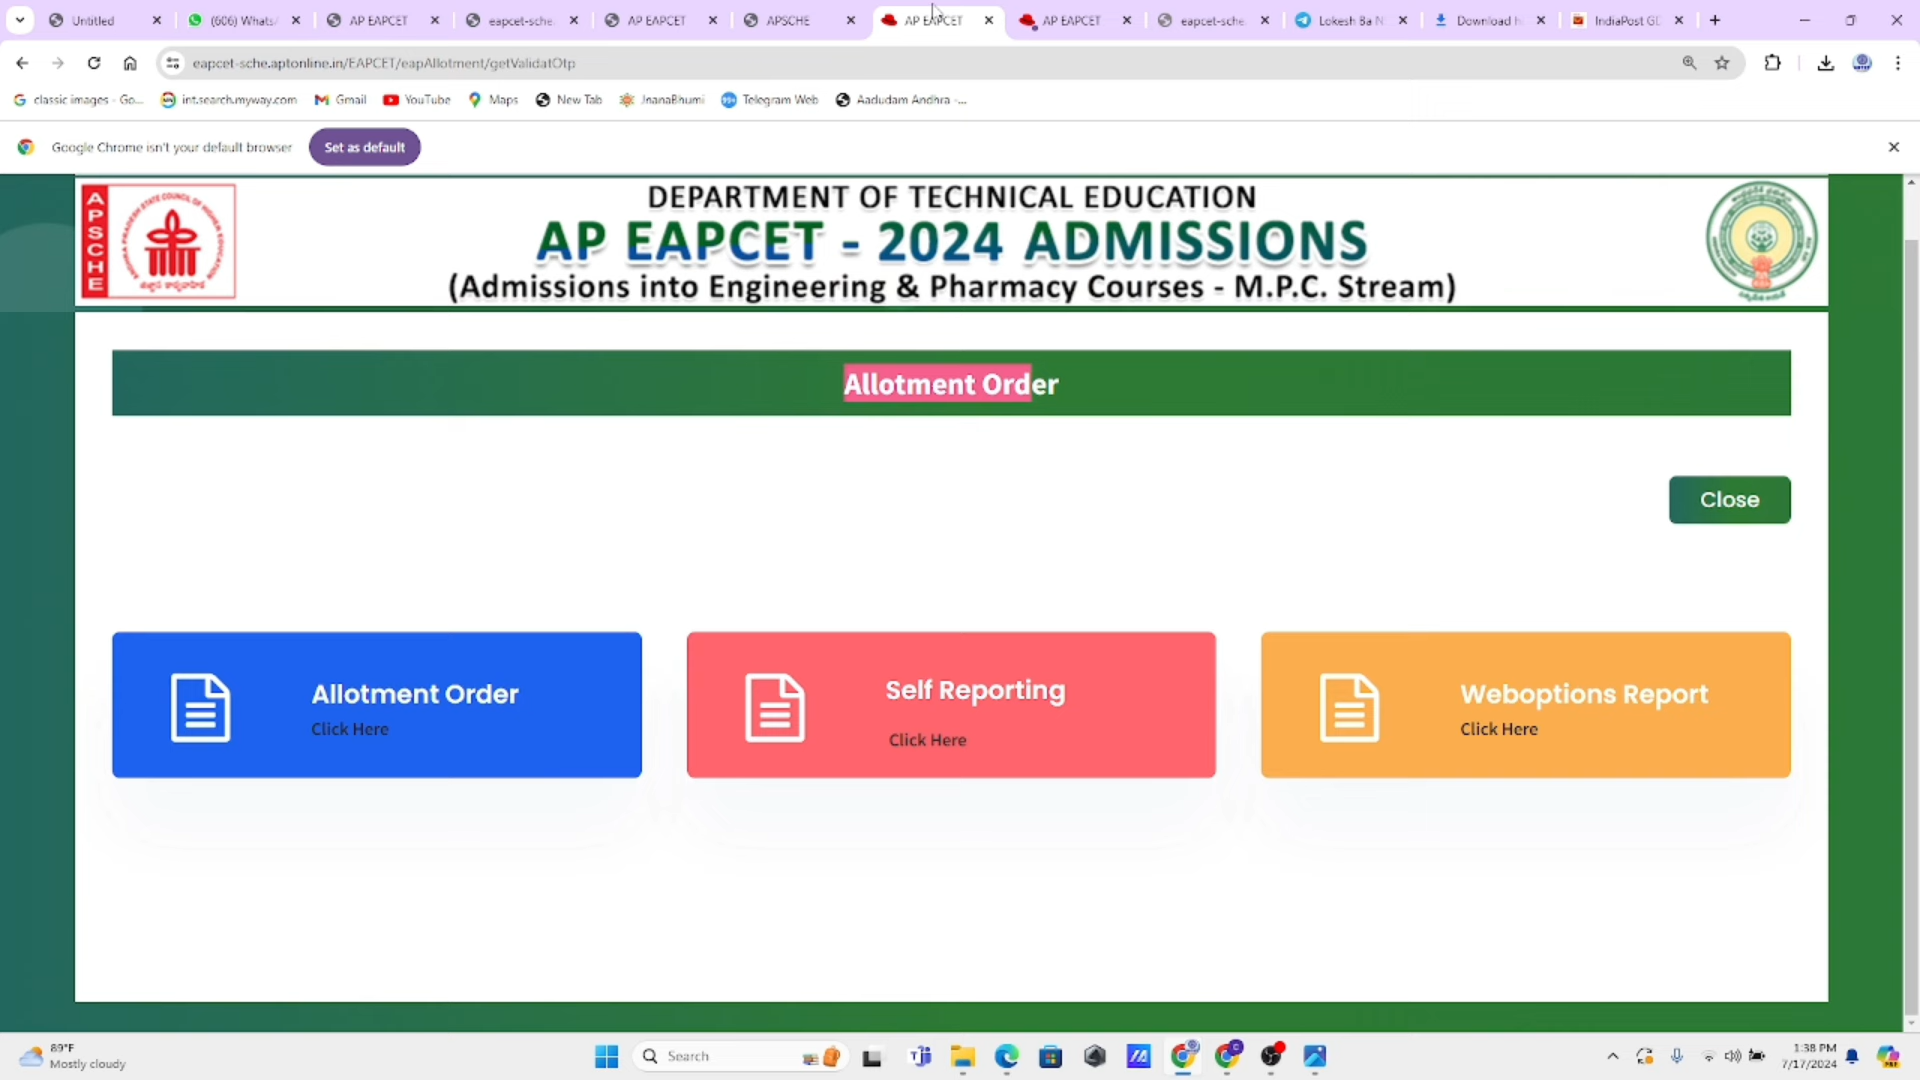 Untitled
(606) Whats
AP EAPCET
eapcet-sche
AP EAPCET
APSCHE
AP EAPCET
AP EAPCET
eapcet-sche
Lokesh Ba N
Download h
IndiaPost GD
eapcet-sche.aptonline.in/EAPCET/eapAllotment/getValidatOtp
classic images - Go...
int.search.myway.com
Gmail
YouTube
Maps
New Tab
JnanaBhumi
Telegram Web
Aadudam Andhra -...
Google Chrome isn't your default browser
Set as default
APSCHE
DEPARTMENT OF TECHNICAL EDUCATION
AP EAPCET - 2024 ADMISSIONS
(Admissions into Engineering & Pharmacy Courses - M.P.C. Stream)
Allotment Order
Close
Allotment Order
Click Here
Self Reporting
Click Here
Weboptions Report
Click Here
89°F
Mostly cloudy
Search
1:38 PM
7/17/2024